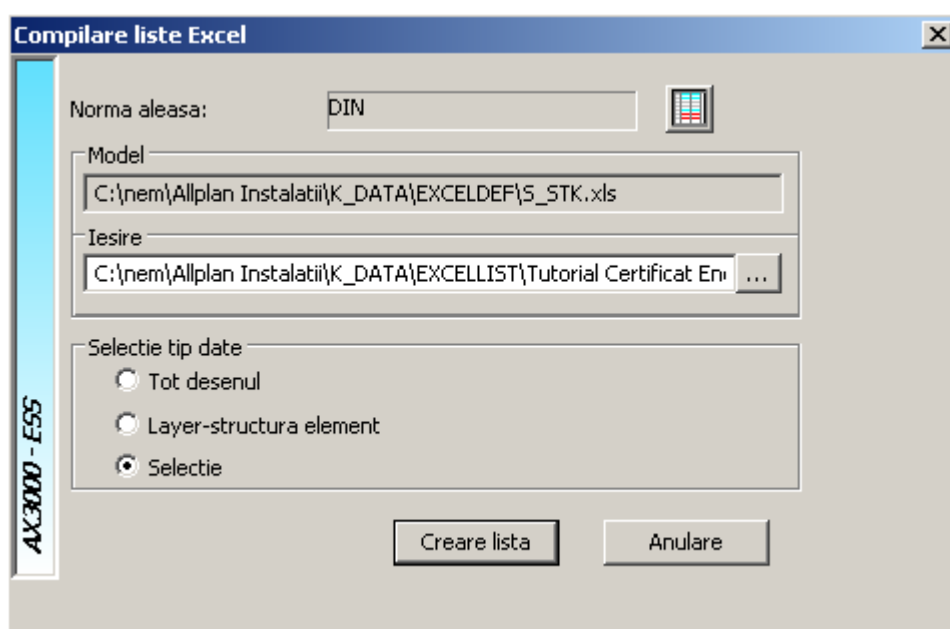 Compilare liste Excel
Norma aleasa: DIN
Model
C:\nem\Allplan Instalatii\K_DATA\EXCELDEF\S_STK.xls
Iesire
C:\nem\Allplan Instalatii\K_DATA\EXCELLIST\Tutorial Certificat En ...
Selectie tip date
Tot desenul
Layer-structura element
Selectie
Creare lista Anulare
AX3000 - ESS